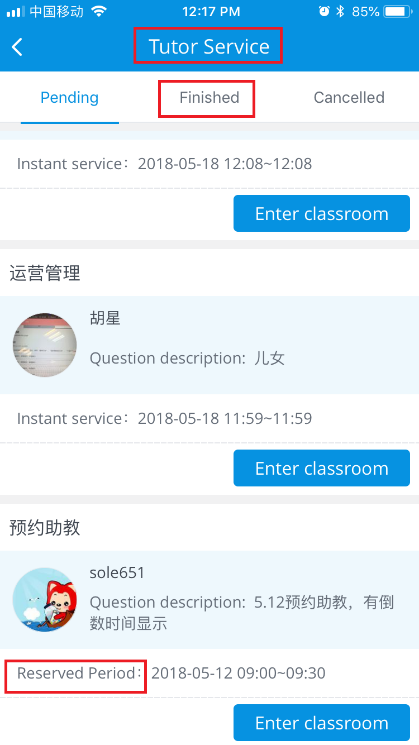 中国移动 12:17 PM 85%
Tutor Service
Pending Finished Cancelled
Instant service：2018-05-18 12:08~12:08
Enter classroom
运营管理
胡星
Question description: 儿女
Instant service：2018-05-18 11:59~11:59
Enter classroom
预约助教
sole651
Question description: 5.12预约助教，有倒
数时间显示
Reserved Period：2018-05-12 09:00~09:30
Enter classroom